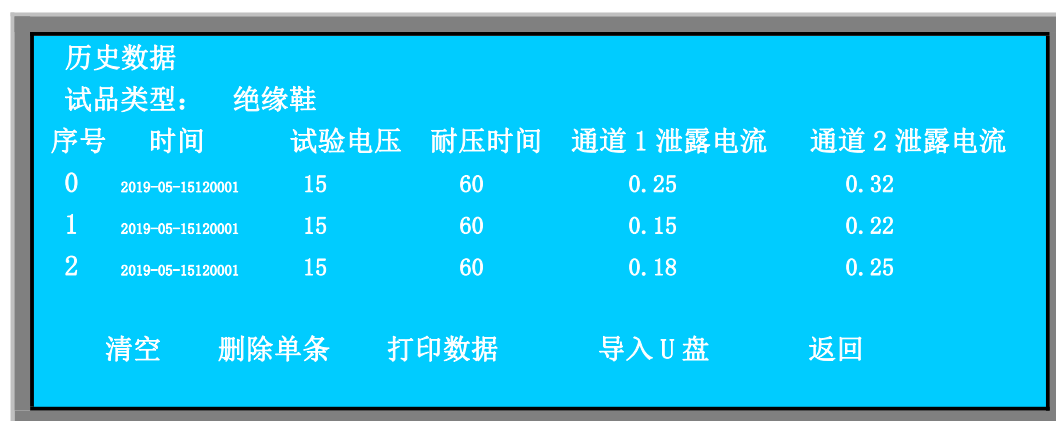 历史数据
试品类型： 绝缘鞋
序号 时间 试验电压 耐压时间 通道1泄露电流 通道2泄露电流
0 2019-05-15120001 15 60 0.25 0.32
1 2019-05-15120001 15 60 0.15 0.22
2 2019-05-15120001 15 60 0.18 0.25
清空 删除单条 打印数据 导入U盘 返回